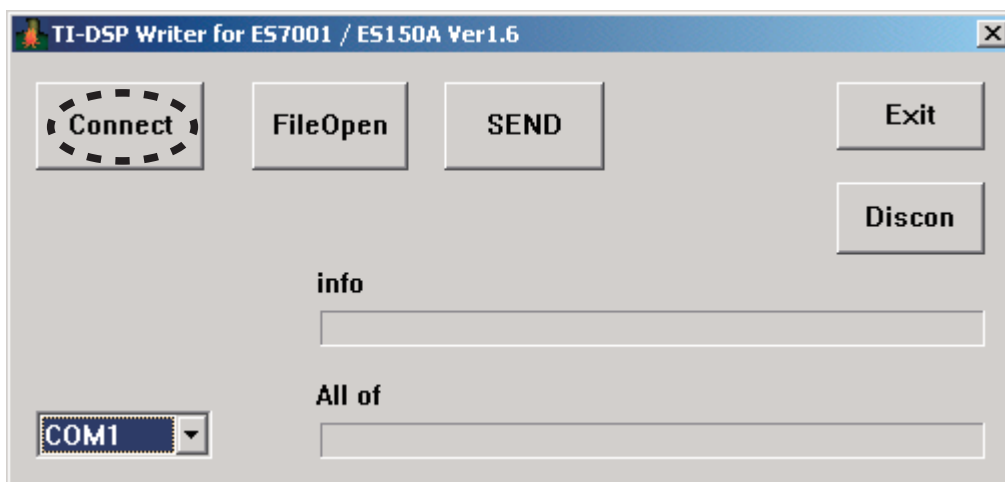 TI-DSP Writer for ES7001 / ES150A Ver1.6
Connect
FileOpen
SEND
Exit
Discon
info
All of
COM1